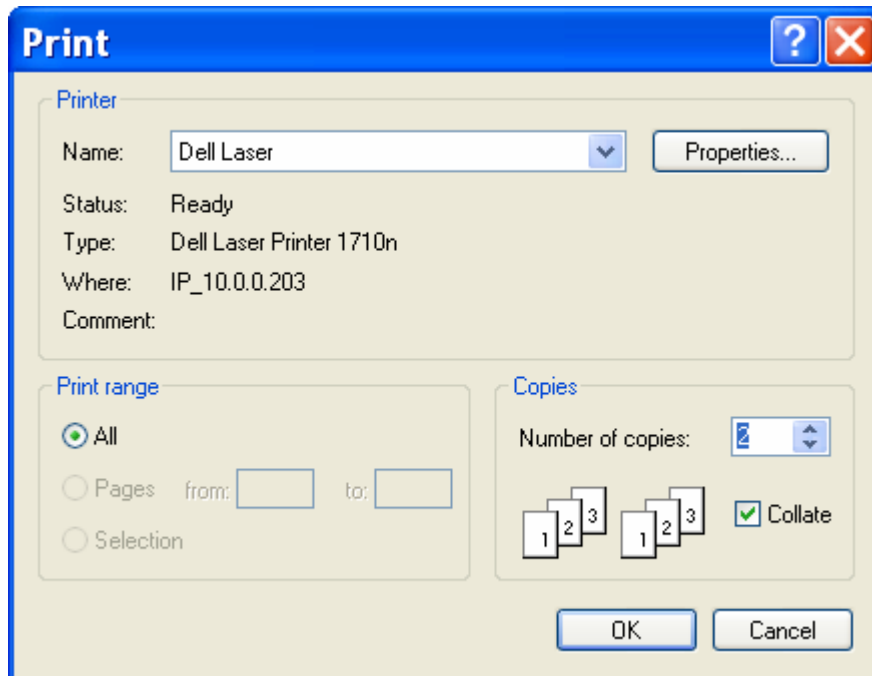 Print
Printer
Name: Dell Laser Properties...
Status: Ready
Type: Dell Laser Printer 1710n
Where: IP_10.0.0.203
Comment:
Print range
All
Pages from: to:
Selection
Copies
Number of copies: 2
1 2 3 1 2 3 Collate
OK Cancel